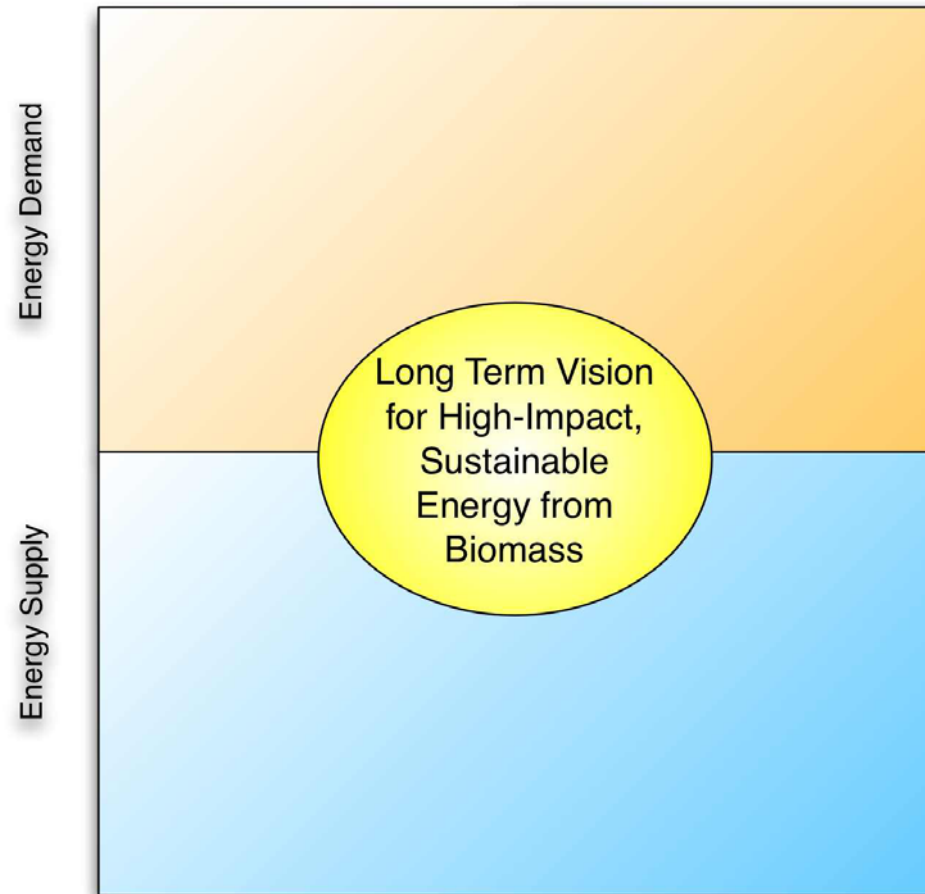 Energy Demand
Long Term Vision
for High-Impact,
Sustainable
Energy from
Biomass
Energy Supply